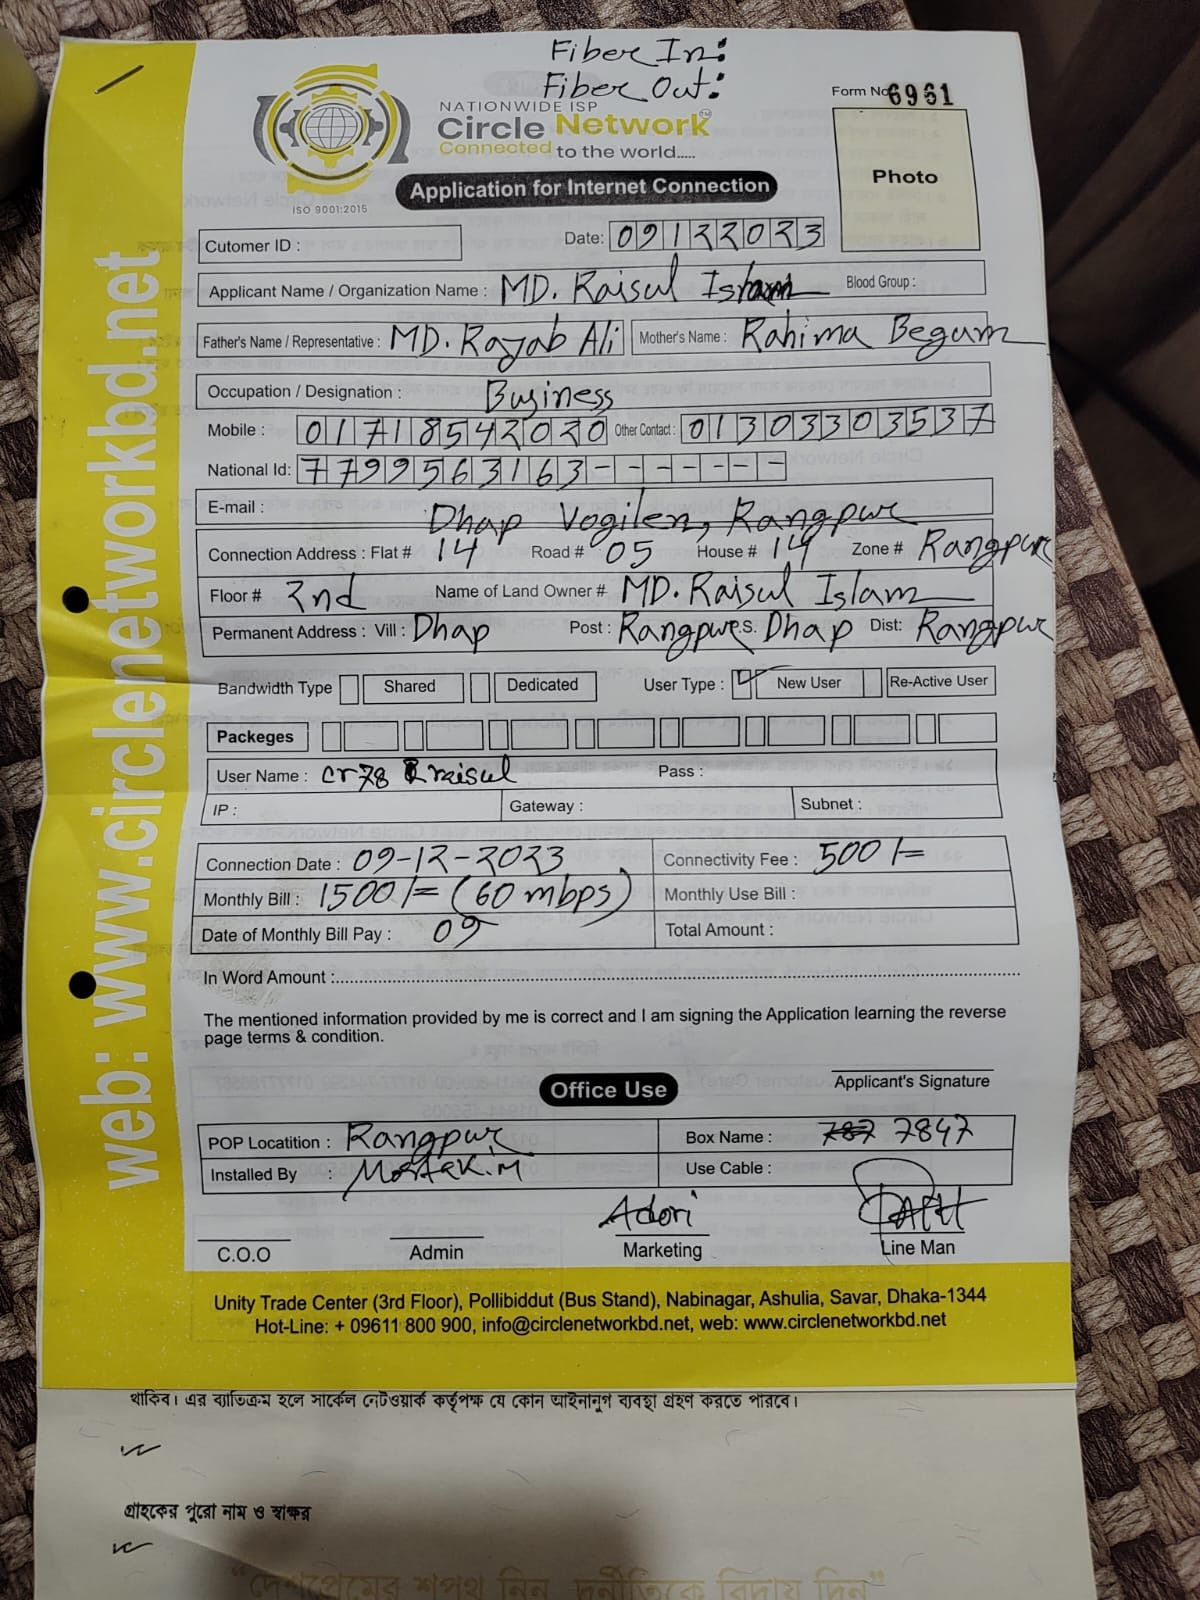 Fiber In:
Fiber Out:
Form No 6961
NATIONWIDE ISP
Circle Network™
Connected to the world.....
ISO 9001:2015
Application for Internet Connection
Photo
Cutomer ID :
Date: 09122023
Applicant Name / Organization Name : MD. Raisul Islam Blood Group :
Father's Name / Representative : MD. Rajab Ali Mother's Name : Rahima Begum
Occupation / Designation : Business
Mobile : 01718542020 Other Contact : 01303303537
National Id: 7799563163-------
E-mail :
Dhap Vogilen, Rangpur
Connection Address : Flat # 14 Road # 05 House # 14 Zone # Rangpur
Floor # 2nd Name of Land Owner # MD. Raisul Islam
Permanent Address : Vill : Dhap Post : Rangpur P.S. Dhap Dist: Rangpur
Bandwidth Type Shared Dedicated User Type : New User Re-Active User
Packeges
User Name : cr78 raisul Pass :
IP : Gateway : Subnet :
Connection Date : 09-12-2023 Connectivity Fee : 500/=
Monthly Bill : 1500/= (60 mbps) Monthly Use Bill :
Date of Monthly Bill Pay : 09 Total Amount :
In Word Amount :
The mentioned information provided by me is correct and I am signing the Application learning the reverse
page terms & condition.
Applicant's Signature
Office Use
POP Locatition : Rangpur Box Name : 787 7847
Installed By : Mostakim Use Cable :
Adori
C.O.O Admin Marketing Line Man
Unity Trade Center (3rd Floor), Pollibiddut (Bus Stand), Nabinagar, Ashulia, Savar, Dhaka-1344
Hot-Line: + 09611 800 900, info@circlenetworkbd.net, web: www.circlenetworkbd.net
web: www.circlenetworkbd.net
থাকিব। এর ব্যাতিক্রম হলে সার্কেল নেটওয়ার্ক কর্তৃপক্ষ যে কোন আইনানুগ ব্যবস্থা গ্রহণ করতে পারবে।
গ্রাহকের পুরো নাম ও স্বাক্ষর
"দেশপ্রেমের শপথ নিন, দুর্নীতিকে বিদায় দিন"